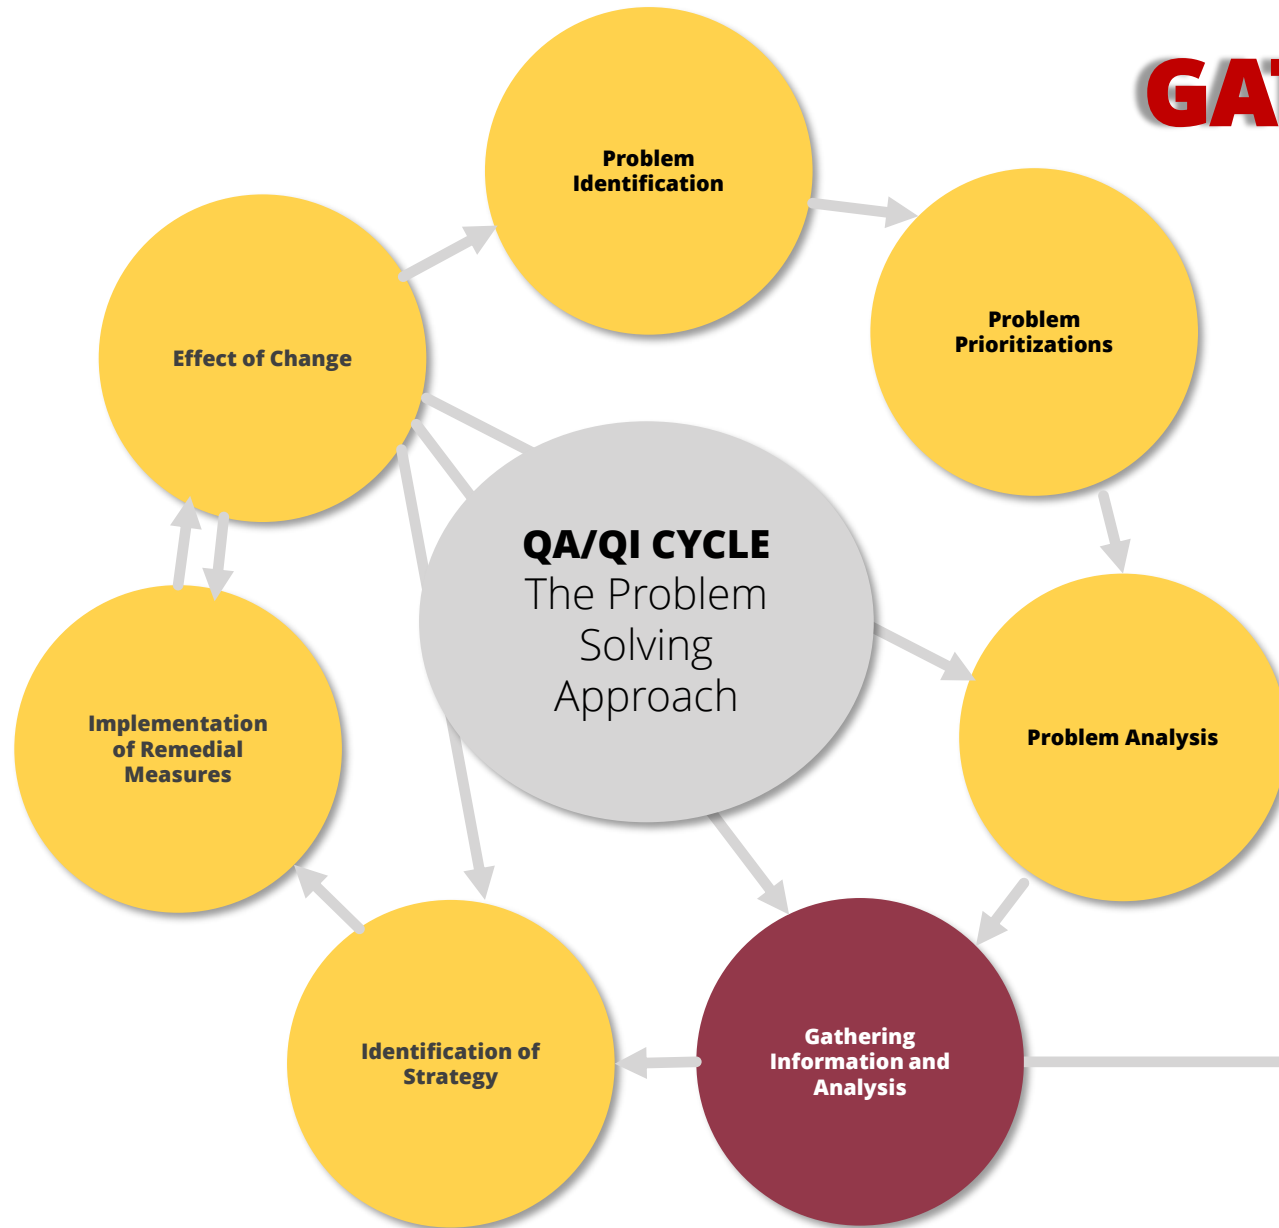 GAT
Problem
Identification
Problem
Prioritizations
Effect of Change
QA/QI CYCLE
The Problem
Solving
Approach
Implementation
of Remedial
Measures
Problem Analysis
Identification of
Strategy
Gathering
Information and
Analysis